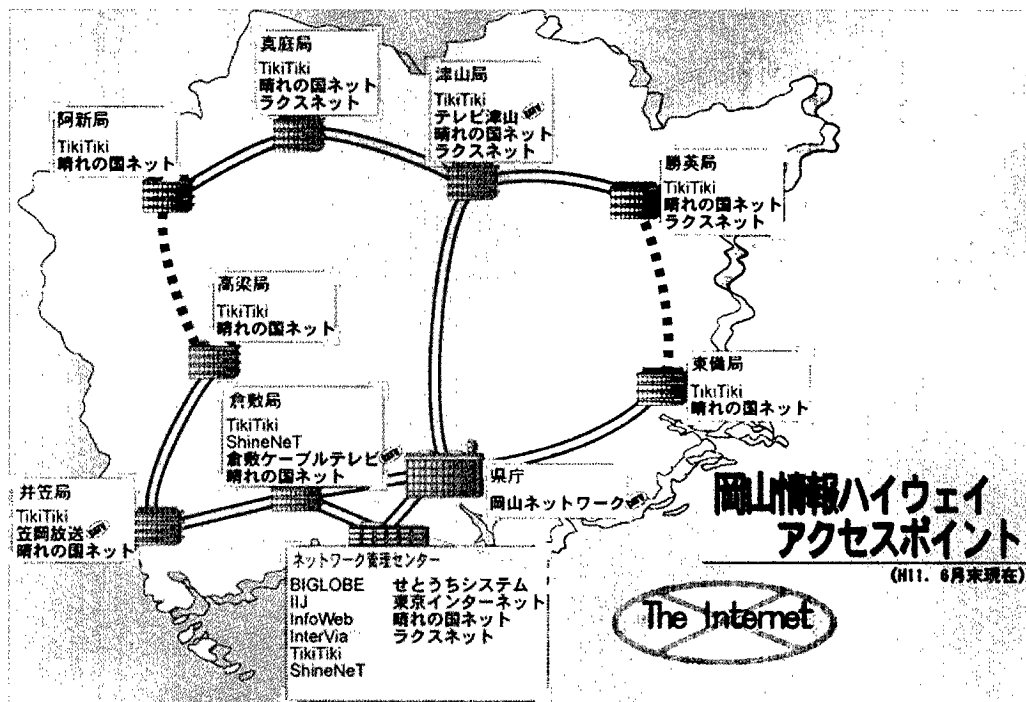 真庭局
TikiTiki
晴れの国ネット
ラクスネット
津山局
TikiTiki
テレビ津山
晴れの国ネット
ラクスネット
阿新局
TikiTiki
晴れの国ネット
勝英局
TikiTiki
晴れの国ネット
ラクスネット
高梁局
TikiTiki
晴れの国ネット
東備局
TikiTiki
晴れの国ネット
倉敷局
TikiTiki
ShineNeT
倉敷ケーブルテレビ
晴れの国ネット
県庁
岡山ネットワーク
井笠局
TikiTiki
笠岡放送
晴れの国ネット
岡山情報ハイウェイ
アクセスポイント
(H11. 6月末現在)
ネットワーク管理センター
BIGLOBE せとうちシステム
IIJ 東京インターネット
InfoWeb 晴れの国ネット
InterVia ラクスネット
TikiTiki
ShineNeT
The Internet